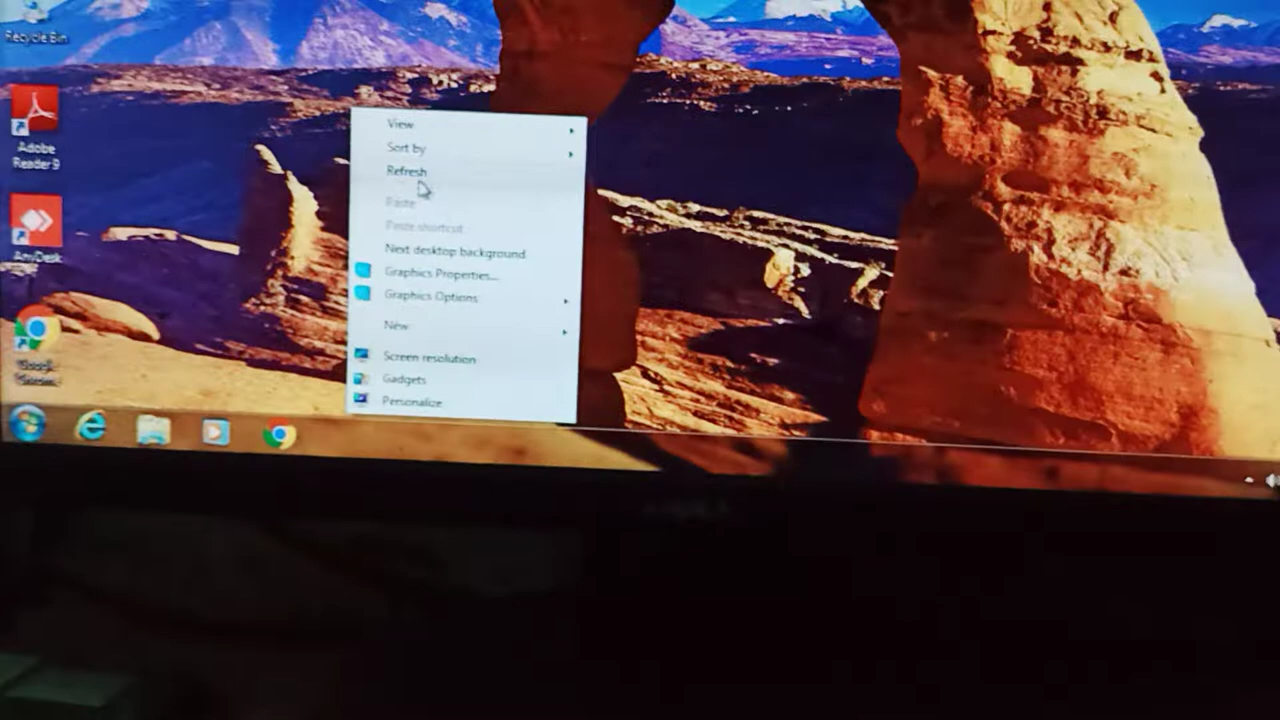 Recycle Bin
Adobe
Reader 9
AnyDesk
Google
View
Sort by
Refresh
Paste
Paste shortcut
Next desktop background
Graphics Properties...
Graphics Options
New
Screen resolution
Gadgets
Personalize